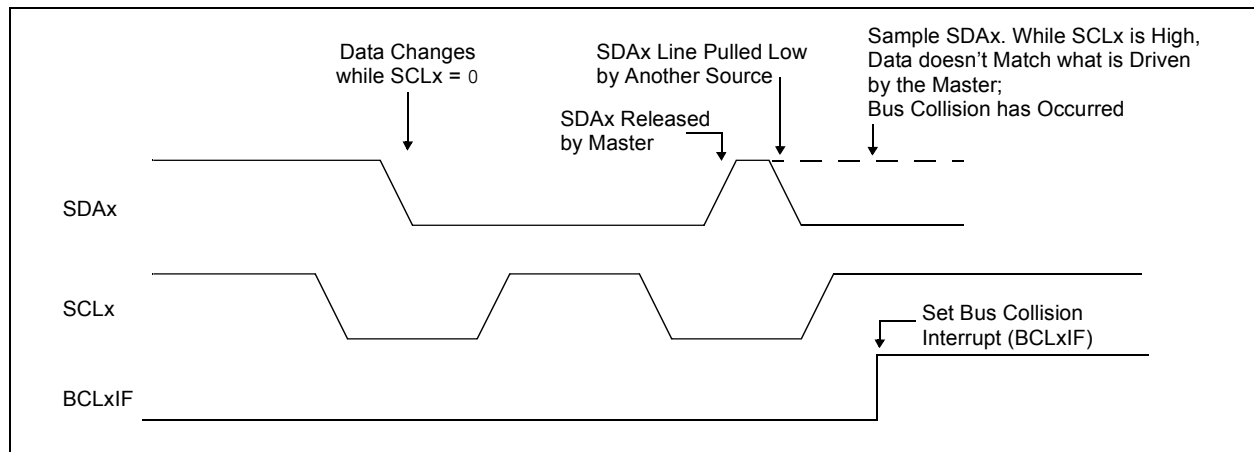 Data Changes
while SCLx = 0
SDAx Line Pulled Low
by Another Source
Sample SDAx. While SCLx is High,
Data doesn't Match what is Driven
by the Master;
Bus Collision has Occurred
SDAx Released
by Master
SDAx
SCLx
Set Bus Collision
Interrupt (BCLxIF)
BCLxIF